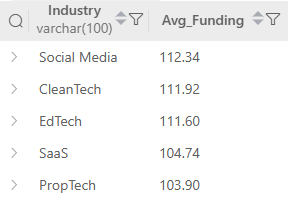 Industry Avg_Funding
varchar(100)
Social Media 112.34
CleanTech 111.92
EdTech 111.60
SaaS 104.74
PropTech 103.90